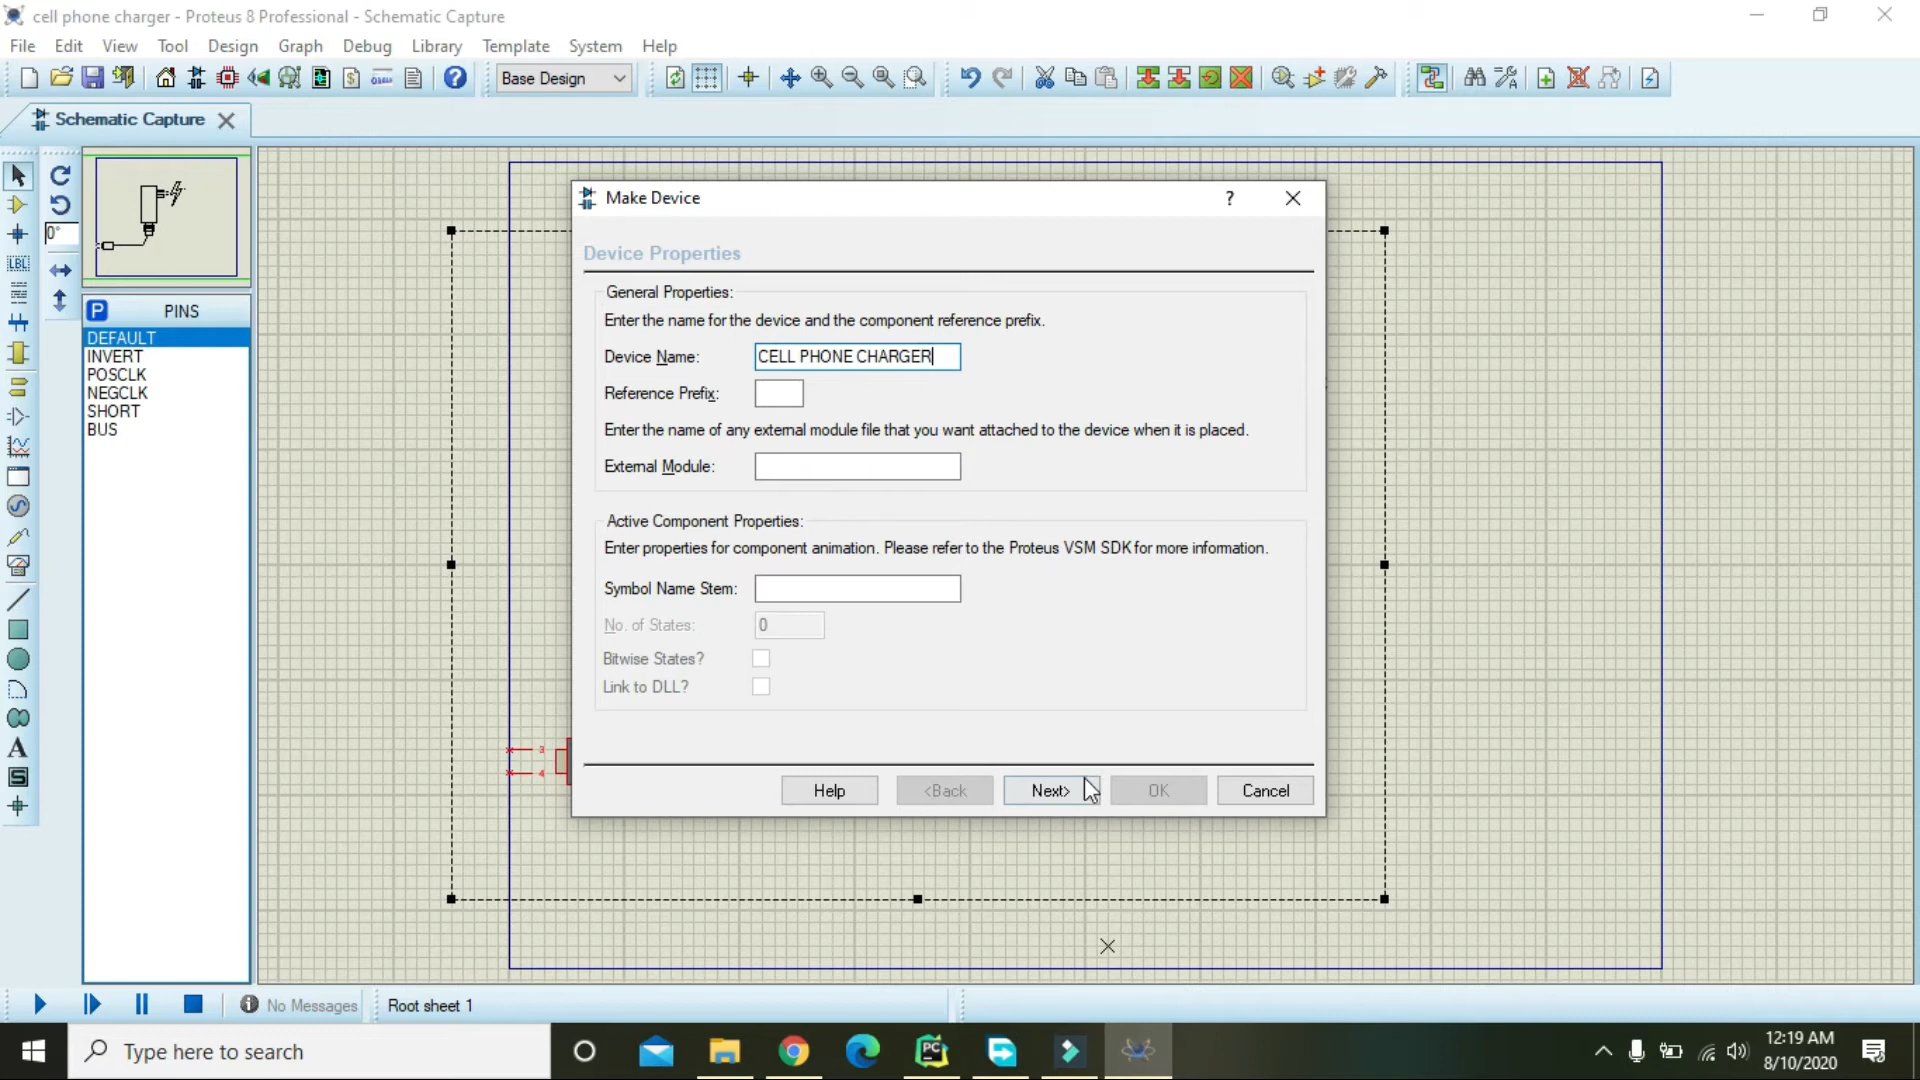 cell phone charger - Proteus 8 Professional - Schematic Capture
File Edit View Tool Design Graph Debug Library Template System Help
Base Design
Schematic Capture
LBL
0°
P PINS
DEFAULT
INVERT
POSCLK
NEGCLK
SHORT
BUS
A
S
Make Device
?
Device Properties
General Properties:
Enter the name for the device and the component reference prefix.
Device Name: CELL PHONE CHARGER
Reference Prefix:
Enter the name of any external module file that you want attached to the device when it is placed.
External Module:
Active Component Properties:
Enter properties for component animation. Please refer to the Proteus VSM SDK for more information.
Symbol Name Stem:
No. of States: 0
Bitwise States?
Link to DLL?
3
4
Help <Back Next> OK Cancel
No Messages Root sheet 1
Type here to search
PC
12:19 AM
8/10/2020